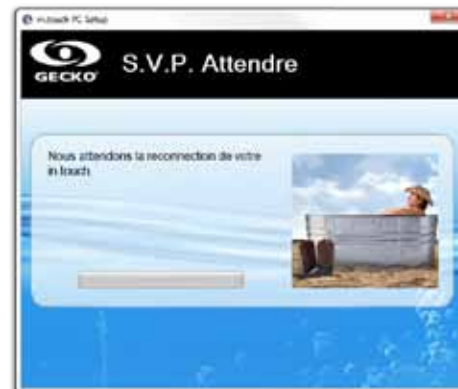 in.touch PC Setup
GECKO
S.V.P. Attendre
Nous attendons la reconnection de votre
in touch